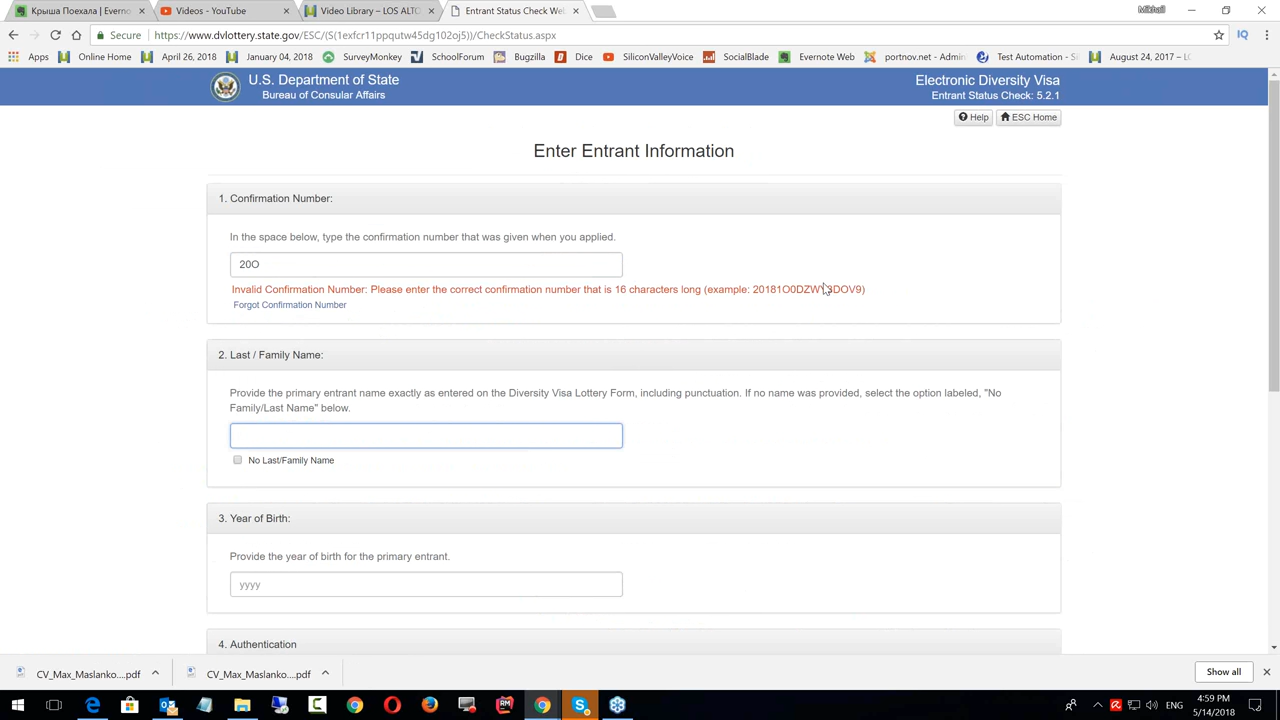 Крыша Поехала | Everno
Videos - YouTube
Video Library – LOS ALTO
Entrant Status Check We
Mikhail
Secure
https://www.dvlottery.state.gov/ESC/(S(1exfcr11ppqutw45dg102oj5))/CheckStatus.aspx
IQ
Apps
Online Home
April 26, 2018
January 04, 2018
SurveyMonkey
SchoolForum
Bugzilla
Dice
SiliconValleyVoice
SocialBlade
Evernote Web
portnov.net - Admin
Test Automation - Si
August 24, 2017 – LO
U.S. Department of State
Bureau of Consular Affairs
Electronic Diversity Visa
Entrant Status Check: 5.2.1
Help
ESC Home
Enter Entrant Information
1. Confirmation Number:
In the space below, type the confirmation number that was given when you applied.
20O
Invalid Confirmation Number: Please enter the correct confirmation number that is 16 characters long (example:
Forgot Confirmation Number
2. Last / Family Name:
Provide the primary entrant name exactly as entered on the Diversity Visa Lottery Form, including punctuation. If no name was provided, select the option labeled, "No
Family/Last Name" below.
No Last/Family Name
3. Year of Birth:
Provide the year of birth for the primary entrant.
yyyy
4. Authentication
CV_Max_Maslanko....pdf
CV_Max_Maslanko....pdf
Show all
ENG
4:59 PM
5/14/2018